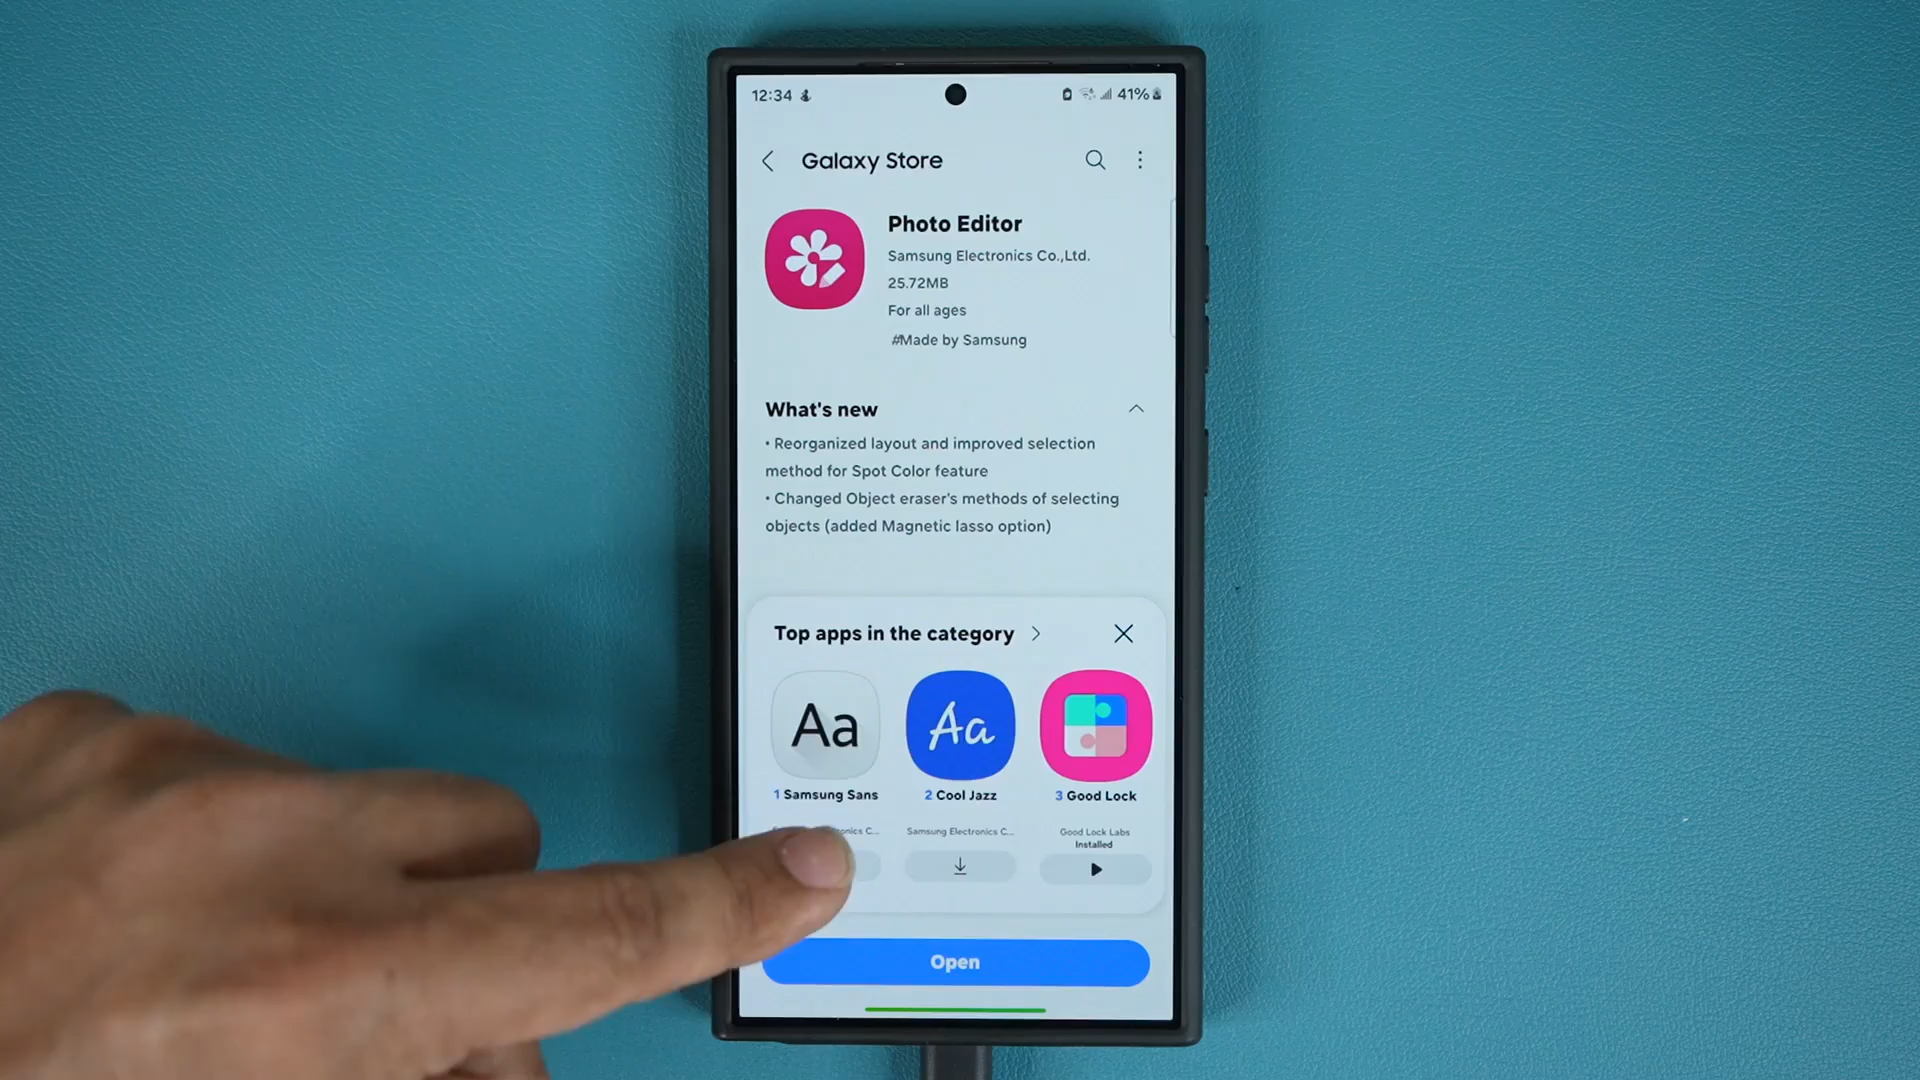 12:34
41%
Galaxy Store
Photo Editor
Samsung Electronics Co.,Ltd.
25.72MB
For all ages
#Made by Samsung
What's new
• Reorganized layout and improved selection
method for Spot Color feature
• Changed Object eraser's methods of selecting
objects (added Magnetic lasso option)
Top apps in the category
Aa
Aa
1 Samsung Sans
2 Cool Jazz
3 Good Lock
C...
Samsung Electronics C...
Good Lock Labs
Installed
Open